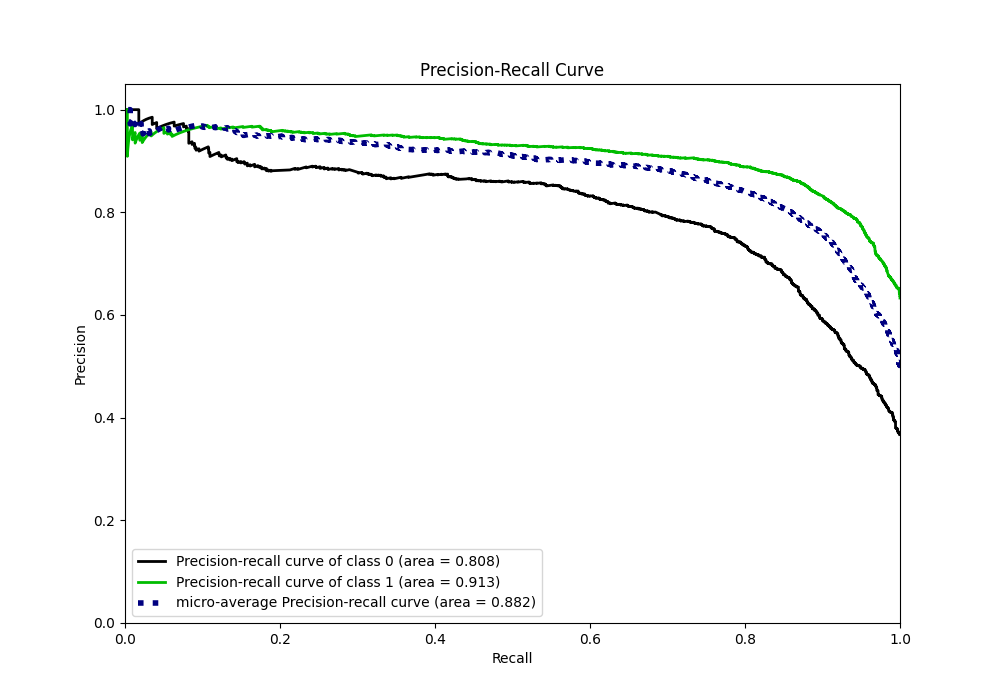 Precision-Recall Curve
1.0
0.8
0.6
0.4
0.2
0.0
Precision
Precision-recall curve of class 0 (area = 0.808)
Precision-recall curve of class 1 (area = 0.913)
micro-average Precision-recall curve (area = 0.882)
0.0 0.2 0.4 0.6 0.8 1.0
Recall